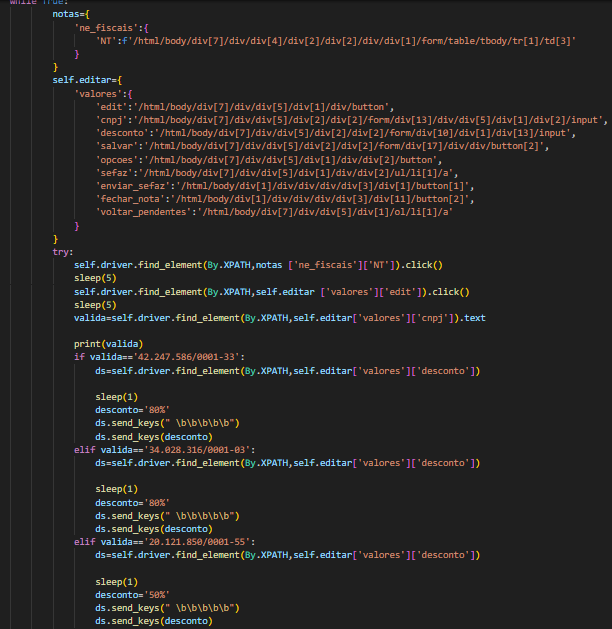 while True:
notas={
'ne_fiscais':{
'NT':f'/html/body/div[7]/div/div[4]/div[2]/div[2]/div/div[1]/form/table/tbody/tr[1]/td[3]'
}
}
self.editar={
'valores':{
'edit':'/html/body/div[7]/div/div[5]/div[1]/div/button',
'cnpj':'/html/body/div[7]/div/div[5]/div[2]/div[2]/form/div[13]/div/div[5]/div[1]/div[2]/input',
'desconto':'/html/body/div[7]/div/div[5]/div[2]/div[2]/form/div[10]/div[1]/div[13]/input',
'salvar':'/html/body/div[7]/div/div[5]/div[2]/div[2]/form/div[17]/div/div/button[2]',
'opcoes':'/html/body/div[7]/div/div[5]/div[1]/div/div[2]/button',
'sefaz':'/html/body/div[7]/div/div[5]/div[1]/div/div[2]/ul/li[1]/a',
'enviar_sefaz':'/html/body/div[1]/div/div/div/div[3]/div[1]/button[1]',
'fechar_nota':'/html/body/div[1]/div/div/div/div[3]/div[11]/button[2]',
'voltar_pendentes':'/html/body/div[7]/div/div[5]/div[1]/ol/li[1]/a'
}
}
try:
self.driver.find_element(By.XPATH,notas ['ne_fiscais']['NT']).click()
sleep(5)
self.driver.find_element(By.XPATH,self.editar ['valores']['edit']).click()
sleep(5)
valida=self.driver.find_element(By.XPATH,self.editar['valores']['cnpj']).text
print(valida)
if valida=='42.247.586/0001-33':
ds=self.driver.find_element(By.XPATH,self.editar['valores']['desconto'])
sleep(1)
desconto='80%'
ds.send_keys(" \b\b\b\b\b")
ds.send_keys(desconto)
elif valida=='34.028.316/0001-03':
ds=self.driver.find_element(By.XPATH,self.editar['valores']['desconto'])
sleep(1)
desconto='80%'
ds.send_keys(" \b\b\b\b\b")
ds.send_keys(desconto)
elif valida=='20.121.850/0001-55':
ds=self.driver.find_element(By.XPATH,self.editar['valores']['desconto'])
sleep(1)
desconto='50%'
ds.send_keys(" \b\b\b\b\b")
ds.send_keys(desconto)